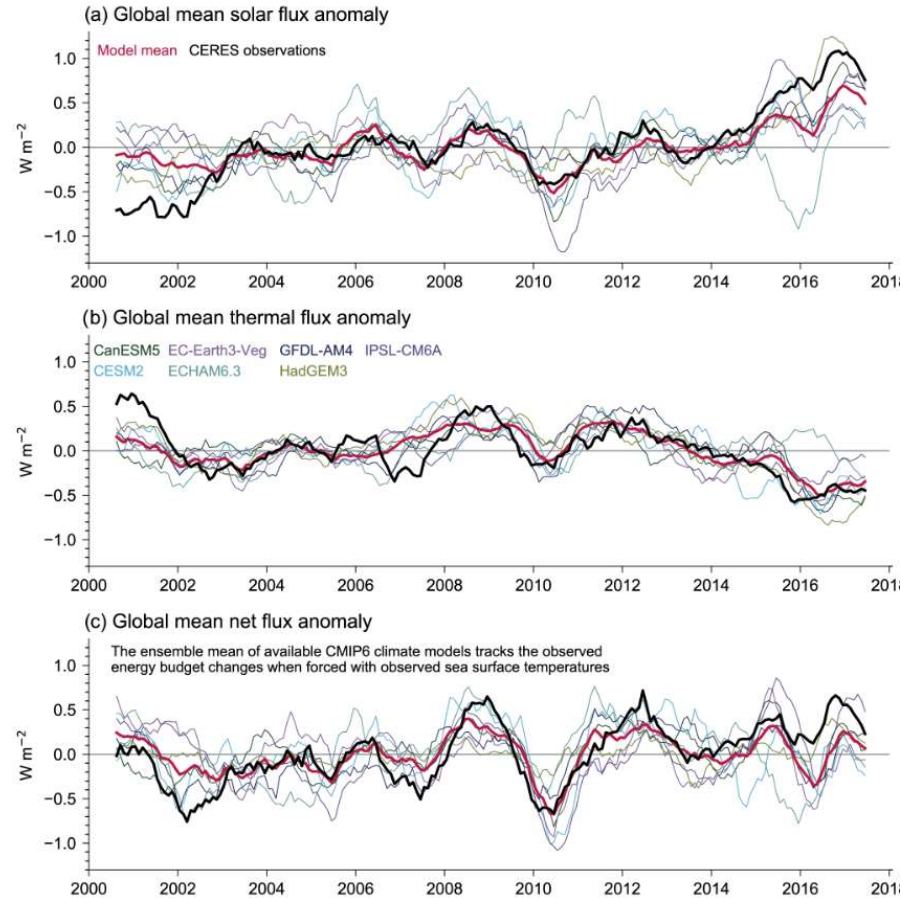 (a) Global mean solar flux anomaly
Model mean CERES observations
1.0
0.5
0.0
−0.5
−1.0
W m⁻²
2000 2002 2004 2006 2008 2010 2012 2014 2016 2018
(b) Global mean thermal flux anomaly
CanESM5 EC-Earth3-Veg GFDL-AM4 IPSL-CM6A
CESM2 ECHAM6.3 HadGEM3
1.0
0.5
0.0
−0.5
−1.0
W m⁻²
2000 2002 2004 2006 2008 2010 2012 2014 2016 2018
(c) Global mean net flux anomaly
The ensemble mean of available CMIP6 climate models tracks the observed
energy budget changes when forced with observed sea surface temperatures
1.0
0.5
0.0
−0.5
−1.0
W m⁻²
2000 2002 2004 2006 2008 2010 2012 2014 2016 2018